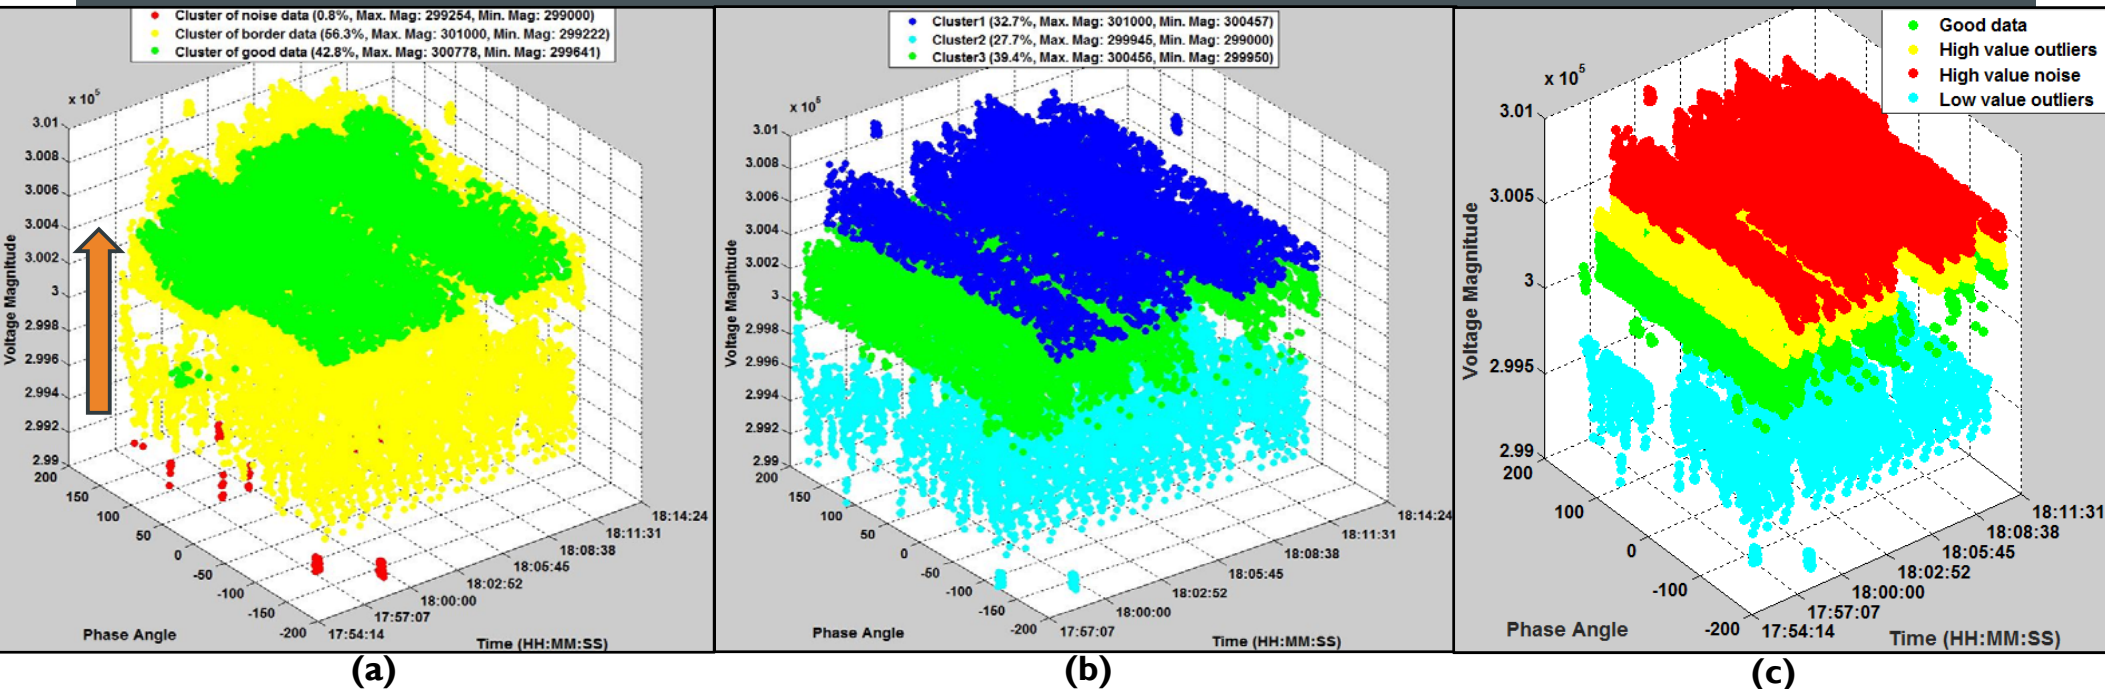 Cluster of noise data (0.8%, Max. Mag: 299254, Min. Mag: 299000)
Cluster of border data (56.3%, Max. Mag: 301000, Min. Mag: 299222)
Cluster of good data (42.8%, Max. Mag: 300778, Min. Mag: 299641)
x 10^5
3.01
3.008
3.006
3.004
3.002
3
2.998
2.996
2.994
2.992
2.99
Voltage Magnitude
200
150
100
50
0
-50
-100
-150
-200
Phase Angle
17:54:14
17:57:07
18:00:00
18:02:52
18:05:45
18:08:38
18:11:31
18:14:24
Time (HH:MM:SS)
(a)
Cluster1 (32.7%, Max. Mag: 301000, Min. Mag: 300457)
Cluster2 (27.7%, Max. Mag: 299945, Min. Mag: 299000)
Cluster3 (39.4%, Max. Mag: 300456, Min. Mag: 299950)
x 10^5
3.01
3.008
3.006
3.004
3.002
3
2.998
2.996
2.994
2.992
2.99
Voltage Magnitude
200
150
100
50
0
-50
-100
-150
-200
Phase Angle
17:57:07
18:00:00
18:02:52
18:05:45
18:08:38
18:11:31
18:14:24
Time (HH:MM:SS)
(b)
Good data
High value outliers
High value noise
Low value outliers
x 10^5
3.01
3.005
3
2.995
2.99
Voltage Magnitude
200
100
0
-100
-200
Phase Angle
17:54:14
17:57:07
18:00:00
18:02:52
18:05:45
18:08:38
18:11:31
Time (HH:MM:SS)
(c)